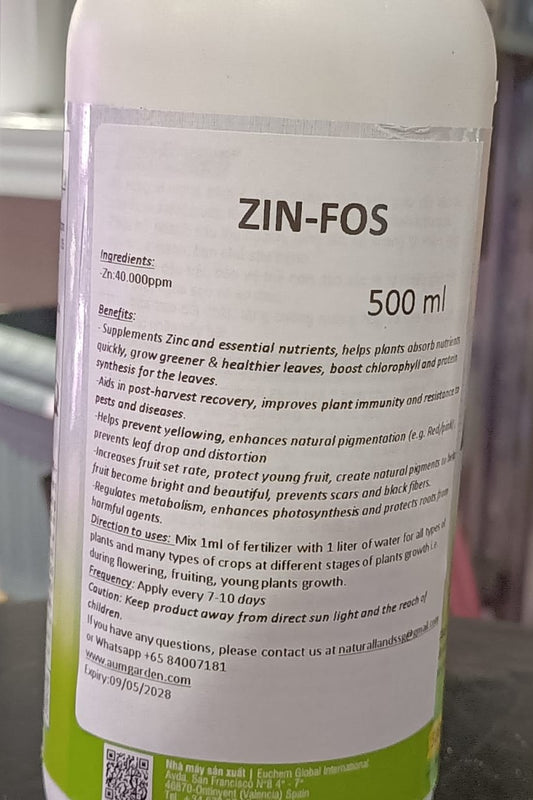 ZIN-FOS
Ingredients:
-Zn:40.000ppm
500 ml
Benefits:
- Supplements Zinc and essential nutrients, helps plants absorb nutrients
quickly, grow greener & healthier leaves, boost chlorophyll and protein
synthesis for the leaves.
-Aids in post-harvest recovery, improves plant immunity and resistance to
pests and diseases.
-Helps prevent yellowing, enhances natural pigmentation (e.g. Red/pink),
prevents leaf drop and distortion
-Increases fruit set rate, protect young fruit, create natural pigments to help
fruit become bright and beautiful, prevents scars and black fibers.
-Regulates metabolism, enhances photosynthesis and protects roots from
harmful agents.
Direction to uses: Mix 1ml of fertilizer with 1 liter of water for all types of
plants and many types of crops at different stages of plants growth i.e
during flowering, fruiting, young plants growth.
Frequency: Apply every 7-10 days
Caution: Keep product away from direct sun light and the reach of
children.
If you have any questions, please contact us at naturallandssg@gmail.com
or Whatsapp +65 84007181
www.aumgarden.com
Expiry:09/05/2028
Nhà máy sản xuất | Euchem Global International
Avda. San Francisco Nº8 4º - 7ª
46870-Ontinyent (Valencia) Spain